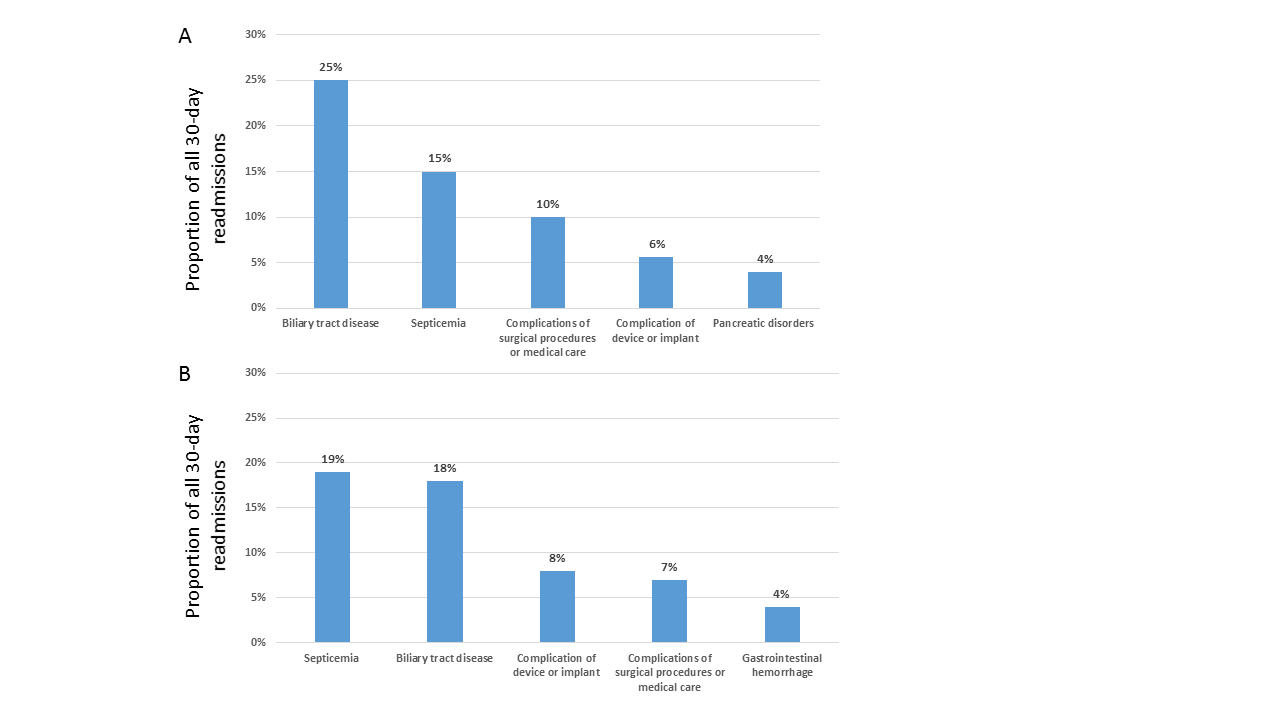 A
Proportion of all 30-day
readmissions
30%
25%
20%
15%
10%
5%
0%
25%
15%
10%
6%
4%
Biliary tract disease
Septicemia
Complications of
surgical procedures
or medical care
Complication of
device or implant
Pancreatic disorders
B
Proportion of all 30-day
readmissions
30%
25%
20%
15%
10%
5%
0%
19%
18%
8%
7%
4%
Septicemia
Biliary tract disease
Complication of
device or implant
Complications of
surgical procedures or
medical care
Gastrointestinal
hemorrhage